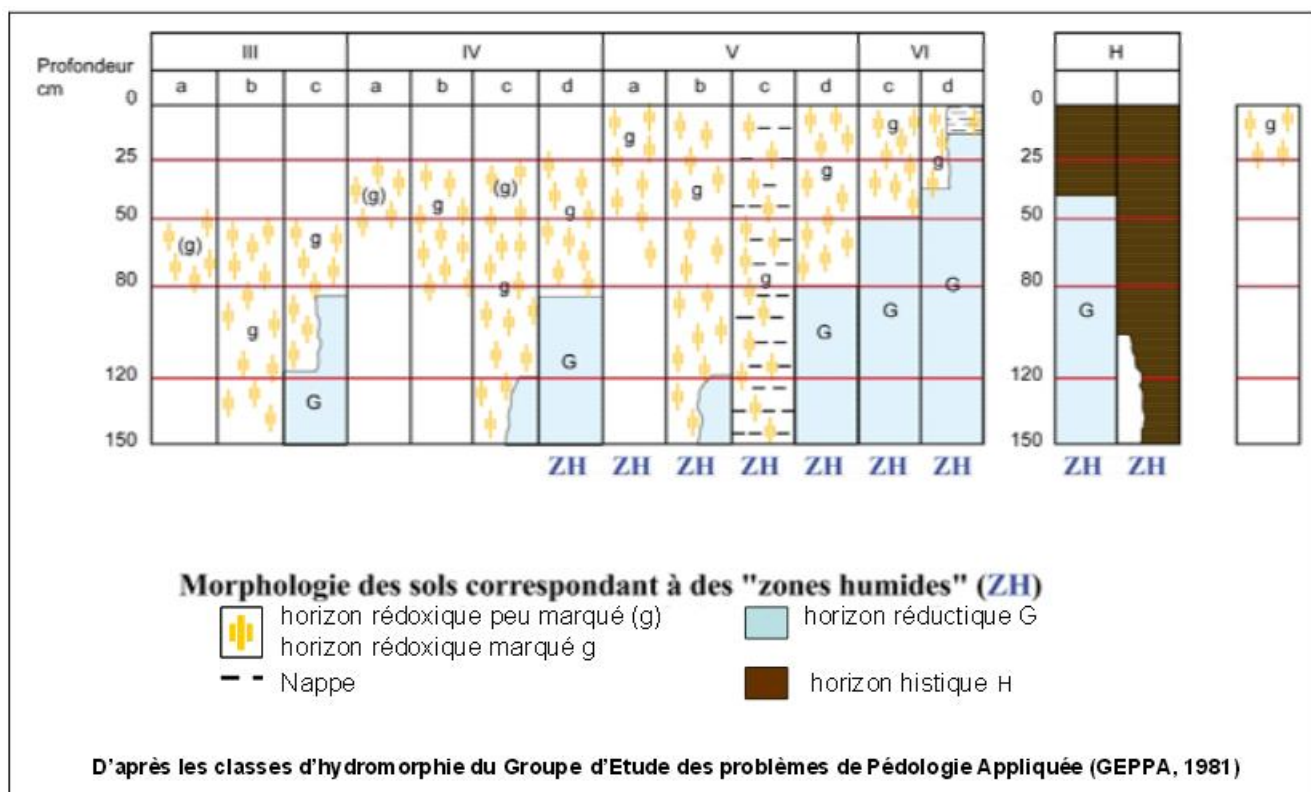 III IV V VI H
Profondeur
cm
a b c a b c d a b c d c d
0 0
25 25
50 50
80 80
120 120
150 150
g g (g) g g g g
(g) g (g) g g g g
g g G G
g G G G
G G
ZH ZH ZH ZH ZH ZH ZH ZH ZH
Morphologie des sols correspondant à des "zones humides" (ZH)
horizon rédoxique peu marqué (g)
horizon rédoxique marqué g
Nappe
horizon réductique G
horizon histique H
D'après les classes d'hydromorphie du Groupe d'Etude des problèmes de Pédologie Appliquée (GEPPA, 1981)